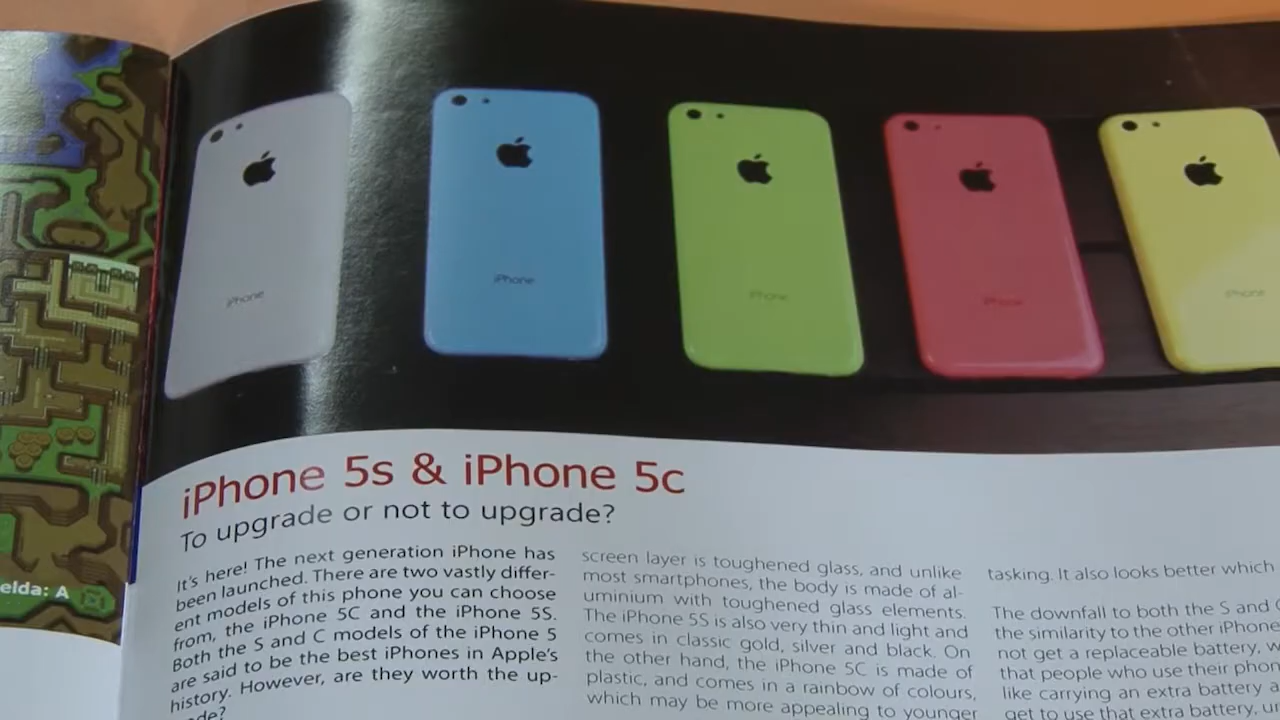 iPhone
iPhone
iPhone
iPhone
iPhone
iPhone 5s & iPhone 5c
To upgrade or not to upgrade?
It's here! The next generation iPhone has
been launched. There are two vastly differ-
ent models of this phone you can choose
from, the iPhone 5C and the iPhone 5S.
Both the S and C models of the iPhone 5
are said to be the best iPhones in Apple's
history. However, are they worth the up-
screen layer is toughened glass, and unlike
most smartphones, the body is made of al-
uminium with toughened glass elements.
The iPhone 5S is also very thin and light and
comes in classic gold, silver and black. On
the other hand, the iPhone 5C is made of
plastic, and comes in a rainbow of colours,
which may be more appealing to younger
tasking. It also looks better which
The downfall to both the S and
the similarity to the other iPhone
not get a replaceable battery, w
that people who use their phon
like carrying an extra battery a
get to use that extra battery, un
elda: A